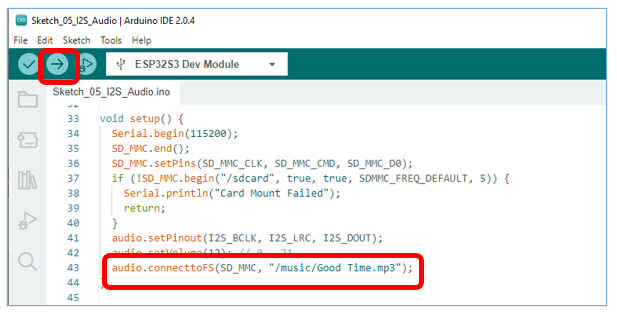 Sketch_05_I2S_Audio | Arduino IDE 2.0.4
File Edit Sketch Tools Help
ESP32S3 Dev Module
Sketch_05_I2S_Audio.ino
32
33 void setup() {
34 Serial.begin(115200);
35 SD_MMC.end();
36 SD_MMC.setPins(SD_MMC_CLK, SD_MMC_CMD, SD_MMC_D0);
37 if (!SD_MMC.begin("/sdcard", true, true, SDMMC_FREQ_DEFAULT, 5)) {
38 Serial.println("Card Mount Failed");
39 return;
40 }
41 audio.setPinout(I2S_BCLK, I2S_LRC, I2S_DOUT);
42 audio.setVolume(12); // 0...21
43 audio.connecttoFS(SD_MMC, "/music/Good Time.mp3");
44 }
45